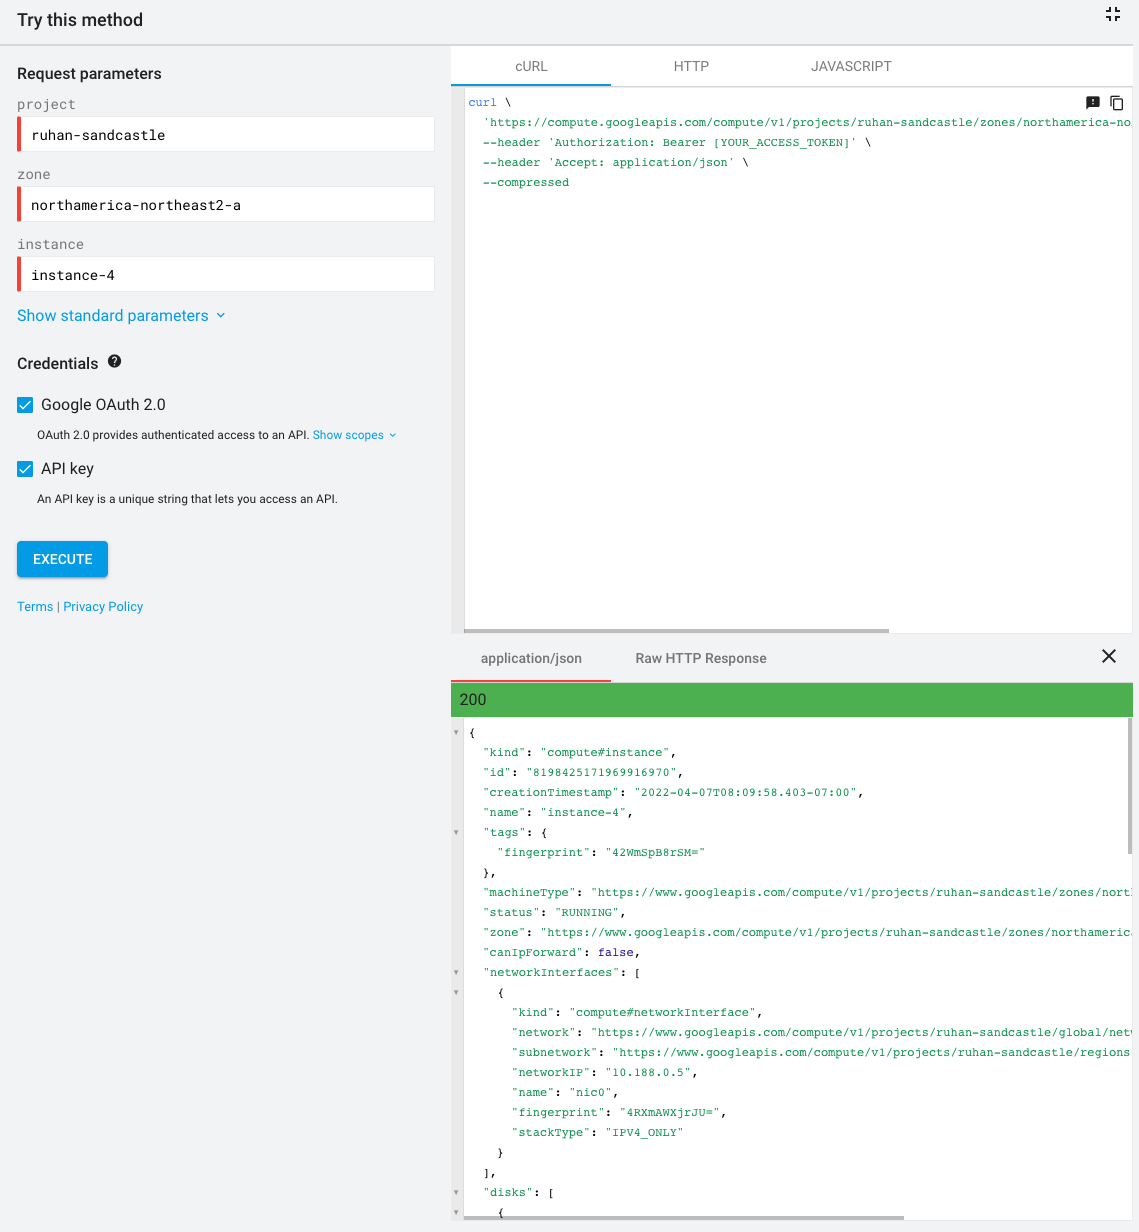 Try this method
Request parameters
project
ruhan-sandcastle
zone
northamerica-northeast2-a
instance
instance-4
Show standard parameters
Credentials
Google OAuth 2.0
OAuth 2.0 provides authenticated access to an API. Show scopes
API key
An API key is a unique string that lets you access an API.
EXECUTE
Terms | Privacy Policy
cURL HTTP JAVASCRIPT
curl \
'https://compute.googleapis.com/compute/v1/projects/ruhan-sandcastle/zones/northamerica-no
--header 'Authorization: Bearer [YOUR_ACCESS_TOKEN]' \
--header 'Accept: application/json' \
--compressed
application/json Raw HTTP Response
200
{
"kind": "compute#instance",
"id": "8198425171969916970",
"creationTimestamp": "2022-04-07T08:09:58.403-07:00",
"name": "instance-4",
"tags": {
"fingerprint": "42WmSpB8rSM="
},
"machineType": "https://www.googleapis.com/compute/v1/projects/ruhan-sandcastle/zones/nort
"status": "RUNNING",
"zone": "https://www.googleapis.com/compute/v1/projects/ruhan-sandcastle/zones/northameric
"canIpForward": false,
"networkInterfaces": [
{
"kind": "compute#networkInterface",
"network": "https://www.googleapis.com/compute/v1/projects/ruhan-sandcastle/global/net
"subnetwork": "https://www.googleapis.com/compute/v1/projects/ruhan-sandcastle/regions
"networkIP": "10.188.0.5",
"name": "nic0",
"fingerprint": "4RXmAWXjrJU=",
"stackType": "IPV4_ONLY"
}
],
"disks": [
{